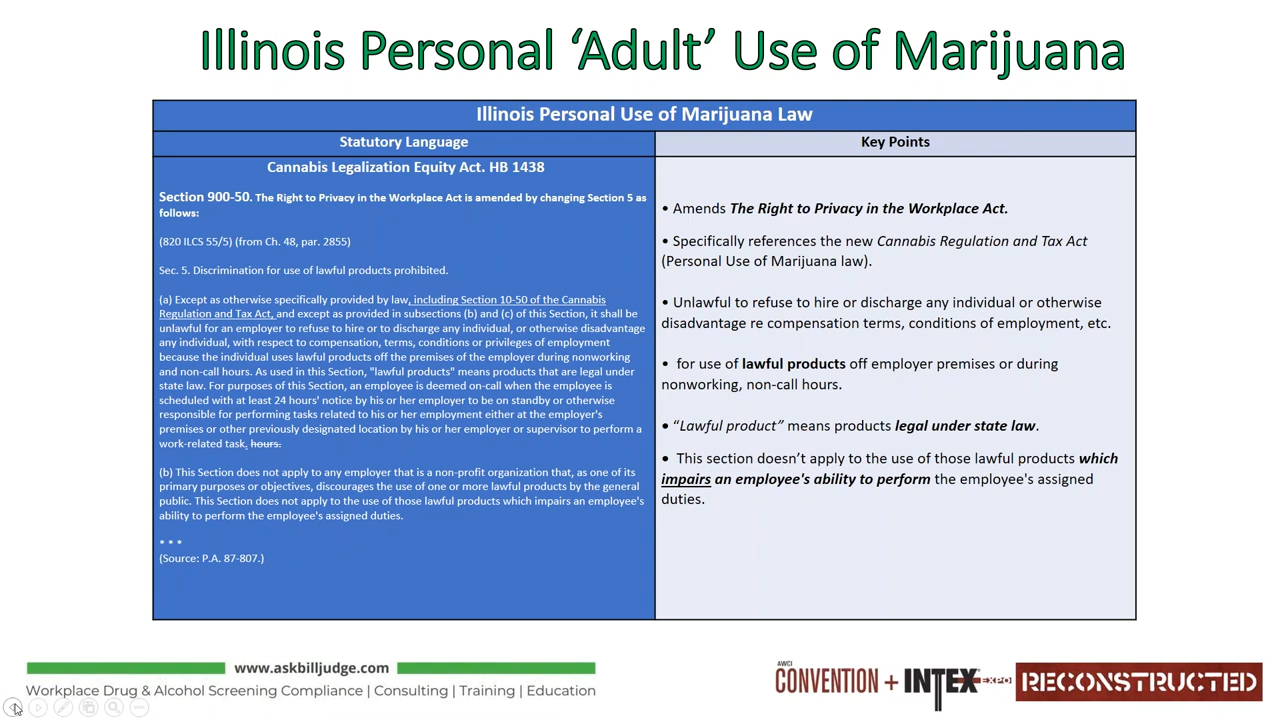 Illinois Personal ‘Adult’ Use of Marijuana
Illinois Personal Use of Marijuana Law
Statutory Language
Cannabis Legalization Equity Act. HB 1438
Section 900-50. The Right to Privacy in the Workplace Act is amended by changing Section 5 as
follows:
(820 ILCS 55/5) (from Ch. 48, par. 2855)
Sec. 5. Discrimination for use of lawful products prohibited.
(a) Except as otherwise specifically provided by law, including Section 10-50 of the Cannabis
Regulation and Tax Act, and except as provided in subsections (b) and (c) of this Section, it shall be
unlawful for an employer to refuse to hire or to discharge any individual, or otherwise disadvantage
any individual, with respect to compensation, terms, conditions or privileges of employment
because the individual uses lawful products off the premises of the employer during nonworking
and non-call hours. As used in this Section, "lawful products" means products that are legal under
state law. For purposes of this Section, an employee is deemed on-call when the employee is
scheduled with at least 24 hours' notice by his or her employer to be on standby or otherwise
responsible for performing tasks related to his or her employment either at the employer's
premises or other previously designated location by his or her employer or supervisor to perform a
work-related task. hours.
(b) This Section does not apply to any employer that is a non-profit organization that, as one of its
primary purposes or objectives, discourages the use of one or more lawful products by the general
public. This Section does not apply to the use of those lawful products which impairs an employee's
ability to perform the employee's assigned duties.
* * *
(Source: P.A. 87-807.)
Key Points
• Amends The Right to Privacy in the Workplace Act.
• Specifically references the new Cannabis Regulation and Tax Act
(Personal Use of Marijuana law).
• Unlawful to refuse to hire or discharge any individual or otherwise
disadvantage re compensation terms, conditions of employment, etc.
• for use of lawful products off employer premises or during
nonworking, non-call hours.
• “Lawful product” means products legal under state law.
• This section doesn’t apply to the use of those lawful products which
impairs an employee's ability to perform the employee's assigned
duties.
www.askbilljudge.com
Workplace Drug & Alcohol Screening Compliance | Consulting | Training | Education
AWCI
CONVENTION + INTEX EXPO
RECONSTRUCTED